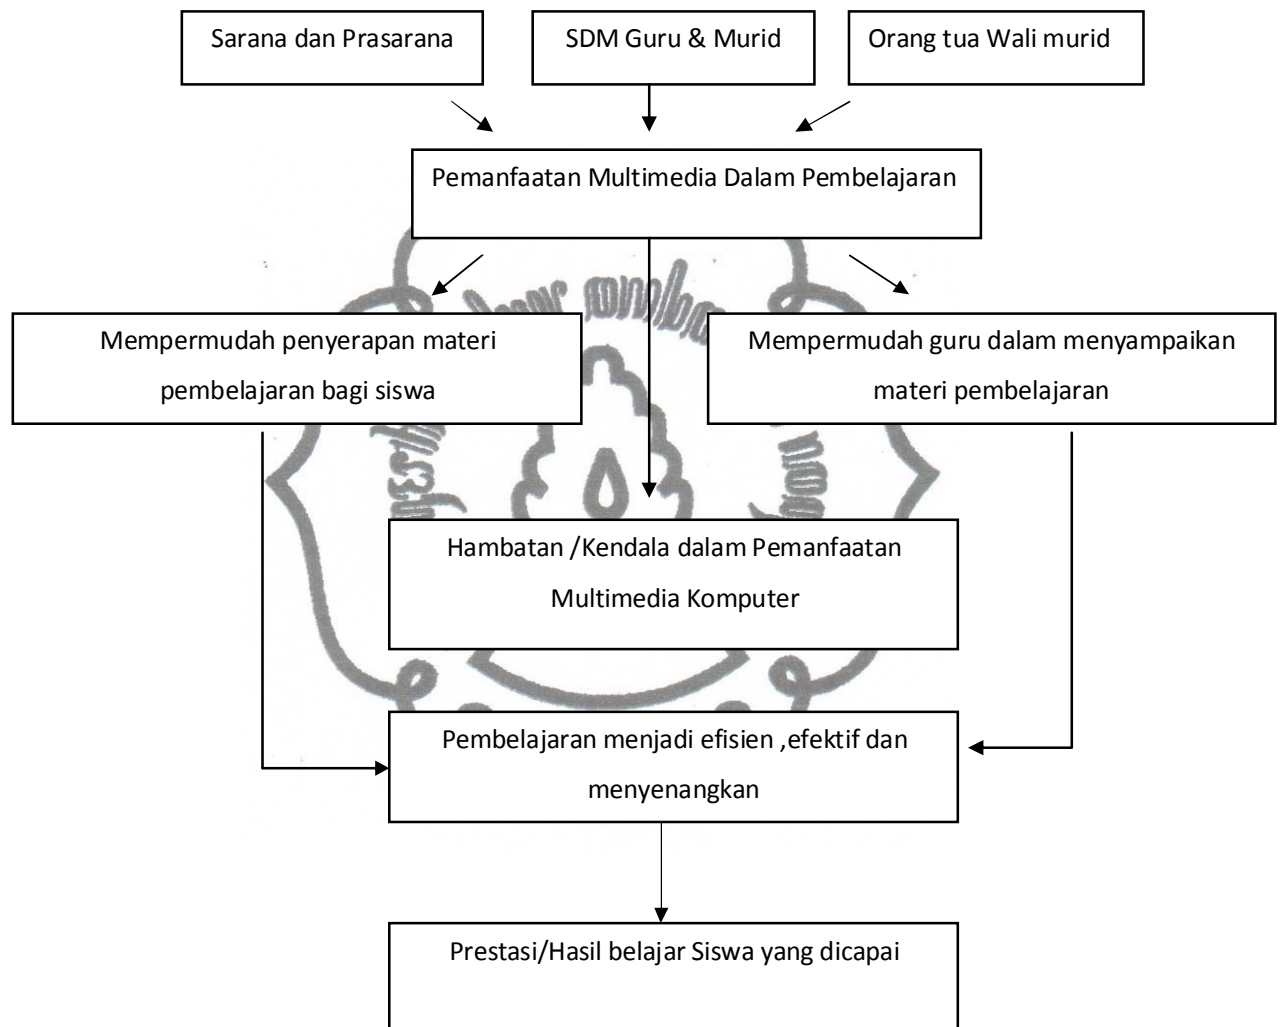 Sarana dan Prasarana
SDM Guru & Murid
Orang tua Wali murid
Pemanfaatan Multimedia Dalam Pembelajaran
Mempermudah penyerapan materi
pembelajaran bagi siswa
Mempermudah guru dalam menyampaikan
materi pembelajaran
Hambatan /Kendala dalam Pemanfaatan
Multimedia Komputer
Pembelajaran menjadi efisien ,efektif dan
menyenangkan
Prestasi/Hasil belajar Siswa yang dicapai